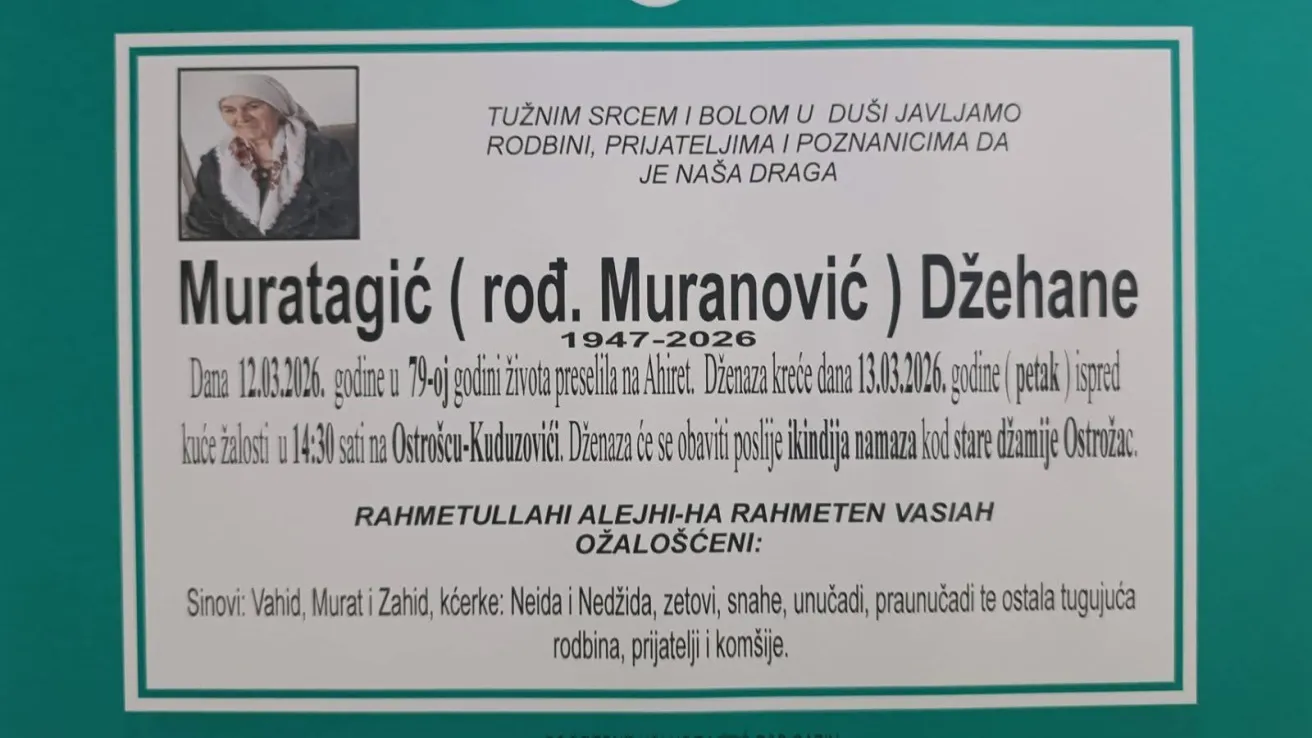 TUŽNIM SRCEM I BOLOM U DUŠI JAVLJAMO
RODBINI, PRIJATELJIMA I POZNANICIMA DA
JE NAŠA DRAGA
Muratagić ( rođ. Muranović ) Džehane
1947-2026
Dana 12.03.2026. godine u 79-oj godini života preselila na Ahiret. Dženaza kreće dana 13.03.2026. godine ( petak ) ispred
kuće žalosti u 14:30 sati na Ostrošcu-Kuduzovići. Dženaza će se obaviti poslije ikindija namaza kod stare džamije Ostrožac.
RAHMETULLAHI ALEJHI-HA RAHMETEN VASIAH
OŽALOŠĆENI:
Sinovi: Vahid, Murat i Zahid, kćerke: Neida i Nedžida, zetovi, snahe, unučadi, praunučadi te ostala tugujuća
rodbina, prijatelji i komšije.